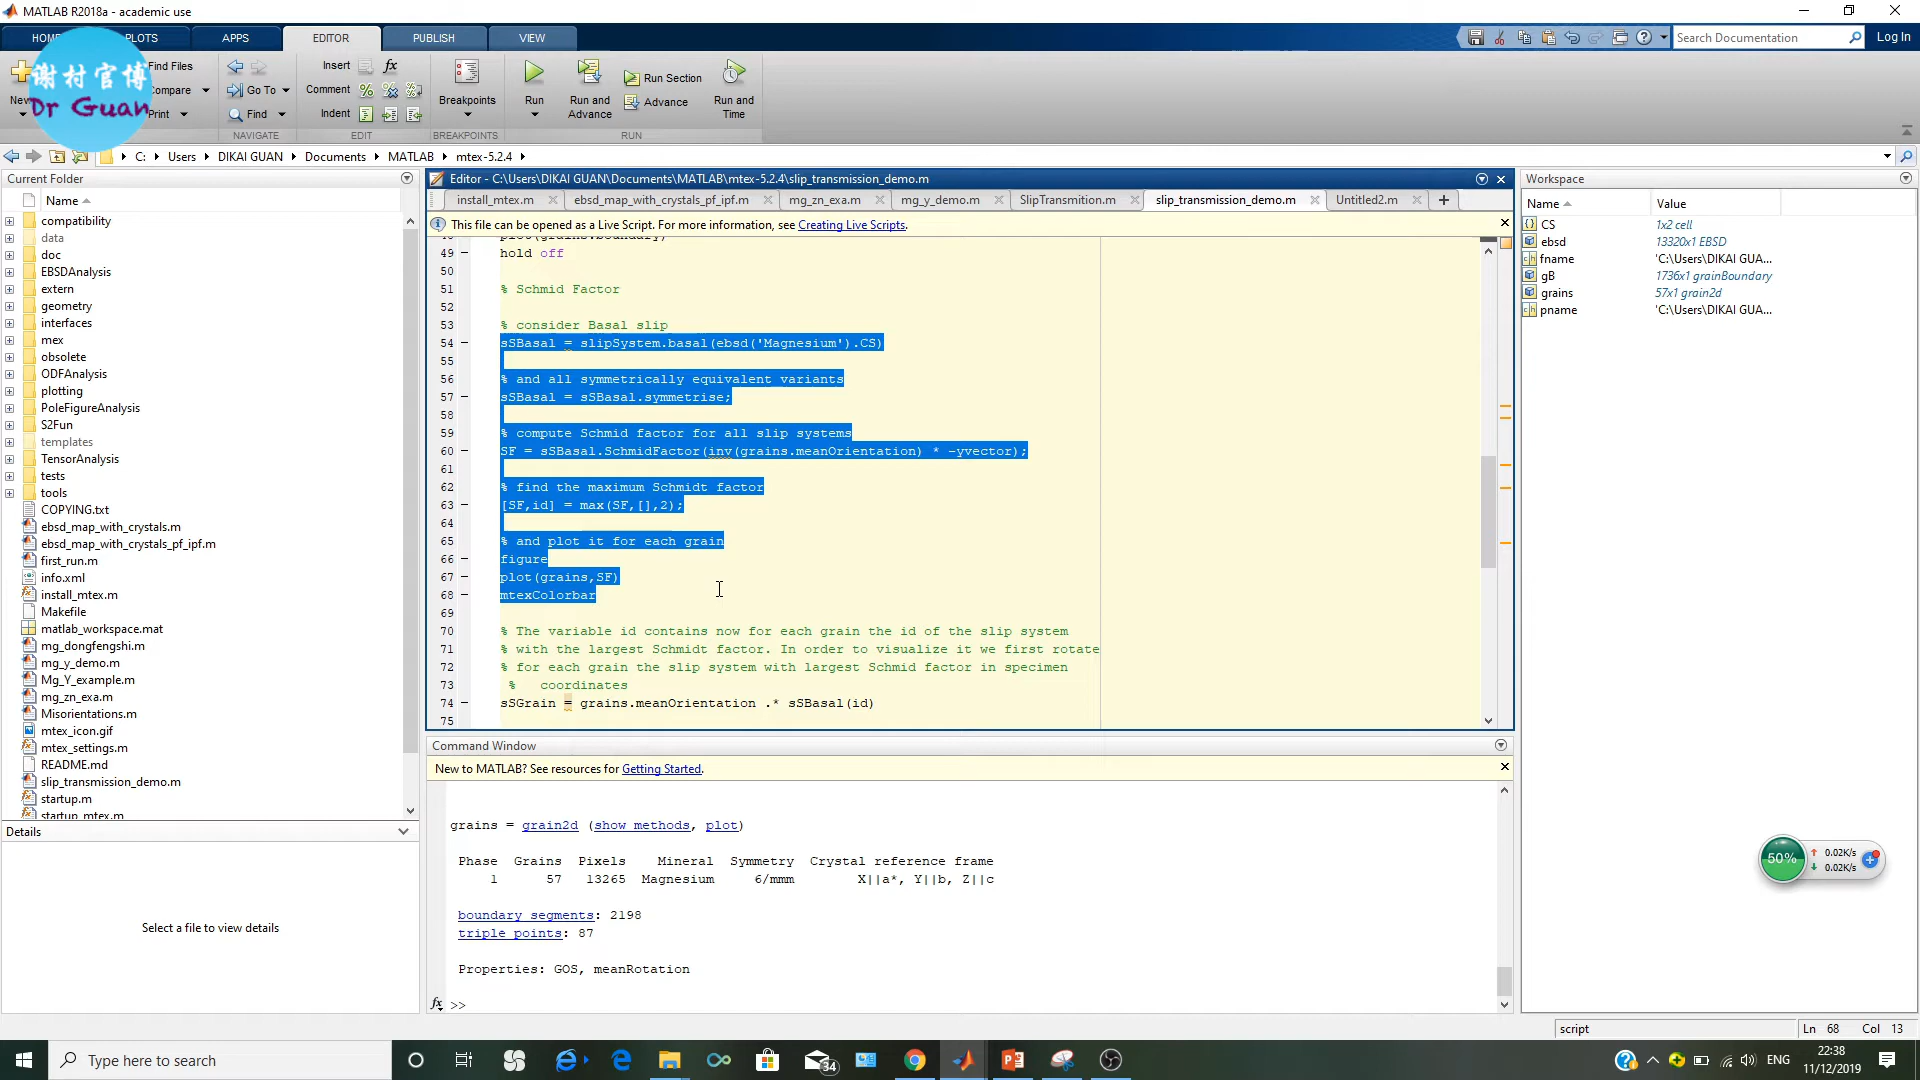 MATLAB R2018a - academic use
HOME
PLOTS
APPS
EDITOR
PUBLISH
VIEW
Search Documentation
Log In
谢村官博
Dr Guan
New
Find Files
Compare
Print
Go To
Find
NAVIGATE
Insert
fx
Comment
Indent
EDIT
Breakpoints
BREAKPOINTS
Run
Run and Advance
Run Section
Advance
Run and Time
RUN
C: Users DIKAI GUAN Documents MATLAB mtex-5.2.4
Current Folder
Name
compatibility
data
doc
EBSDAnalysis
extern
geometry
interfaces
mex
obsolete
ODFAnalysis
plotting
PoleFigureAnalysis
S2Fun
templates
TensorAnalysis
tests
tools
COPYING.txt
ebsd_map_with_crystals.m
ebsd_map_with_crystals_pf_ipf.m
first_run.m
info.xml
install_mtex.m
Makefile
matlab_workspace.mat
mg_dongfengshi.m
mg_y_demo.m
Mg_Y_example.m
mg_zn_exa.m
Misorientations.m
mtex_icon.gif
mtex_settings.m
README.md
slip_transmission_demo.m
startup.m
startup_mtex.m
Details
Select a file to view details
Editor - C:\Users\DIKAI GUAN\Documents\MATLAB\mtex-5.2.4\slip_transmission_demo.m
install_mtex.m
ebsd_map_with_crystals_pf_ipf.m
mg_zn_exa.m
mg_y_demo.m
SlipTransmition.m
slip_transmission_demo.m
Untitled2.m
This file can be opened as a Live Script. For more information, see Creating Live Scripts.
48 plot(grains.boundary)
49 hold off
50
51 % Schmid Factor
52
53 % consider Basal slip
54 sSBasal = slipSystem.basal(ebsd('Magnesium').CS)
55
56 % and all symmetrically equivalent variants
57 sSBasal = sSBasal.symmetrise;
58
59 % compute Schmid factor for all slip systems
60 SF = sSBasal.SchmidFactor(inv(grains.meanOrientation) * -yvector);
61
62 % find the maximum Schmidt factor
63 [SF,id] = max(SF,[],2);
64
65 % and plot it for each grain
66 figure
67 plot(grains,SF)
68 mtexColorbar
69
70 % The variable id contains now for each grain the id of the slip system
71 % with the largest Schmidt factor. In order to visualize it we first rotate
72 % for each grain the slip system with largest Schmid factor in specimen
73 % coordinates
74 sSGrain = grains.meanOrientation .* sSBasal(id)
75
Command Window
New to MATLAB? See resources for Getting Started.
grains = grain2d (show methods, plot)
Phase Grains Pixels Mineral Symmetry Crystal reference frame
1 57 13265 Magnesium 6/mmm X||a*, Y||b, Z||c
boundary segments: 2198
triple points: 87
Properties: GOS, meanRotation
fx >>
Workspace
Name Value
CS 1x2 cell
ebsd 13320x1 EBSD
fname 'C:\Users\DIKAI GUA...
gB 1736x1 grainBoundary
grains 57x1 grain2d
pname 'C:\Users\DIKAI GUA...
50%
0.02K/s
0.02K/s
script
Ln 68 Col 13
Type here to search
34
ENG
22:38
11/12/2019